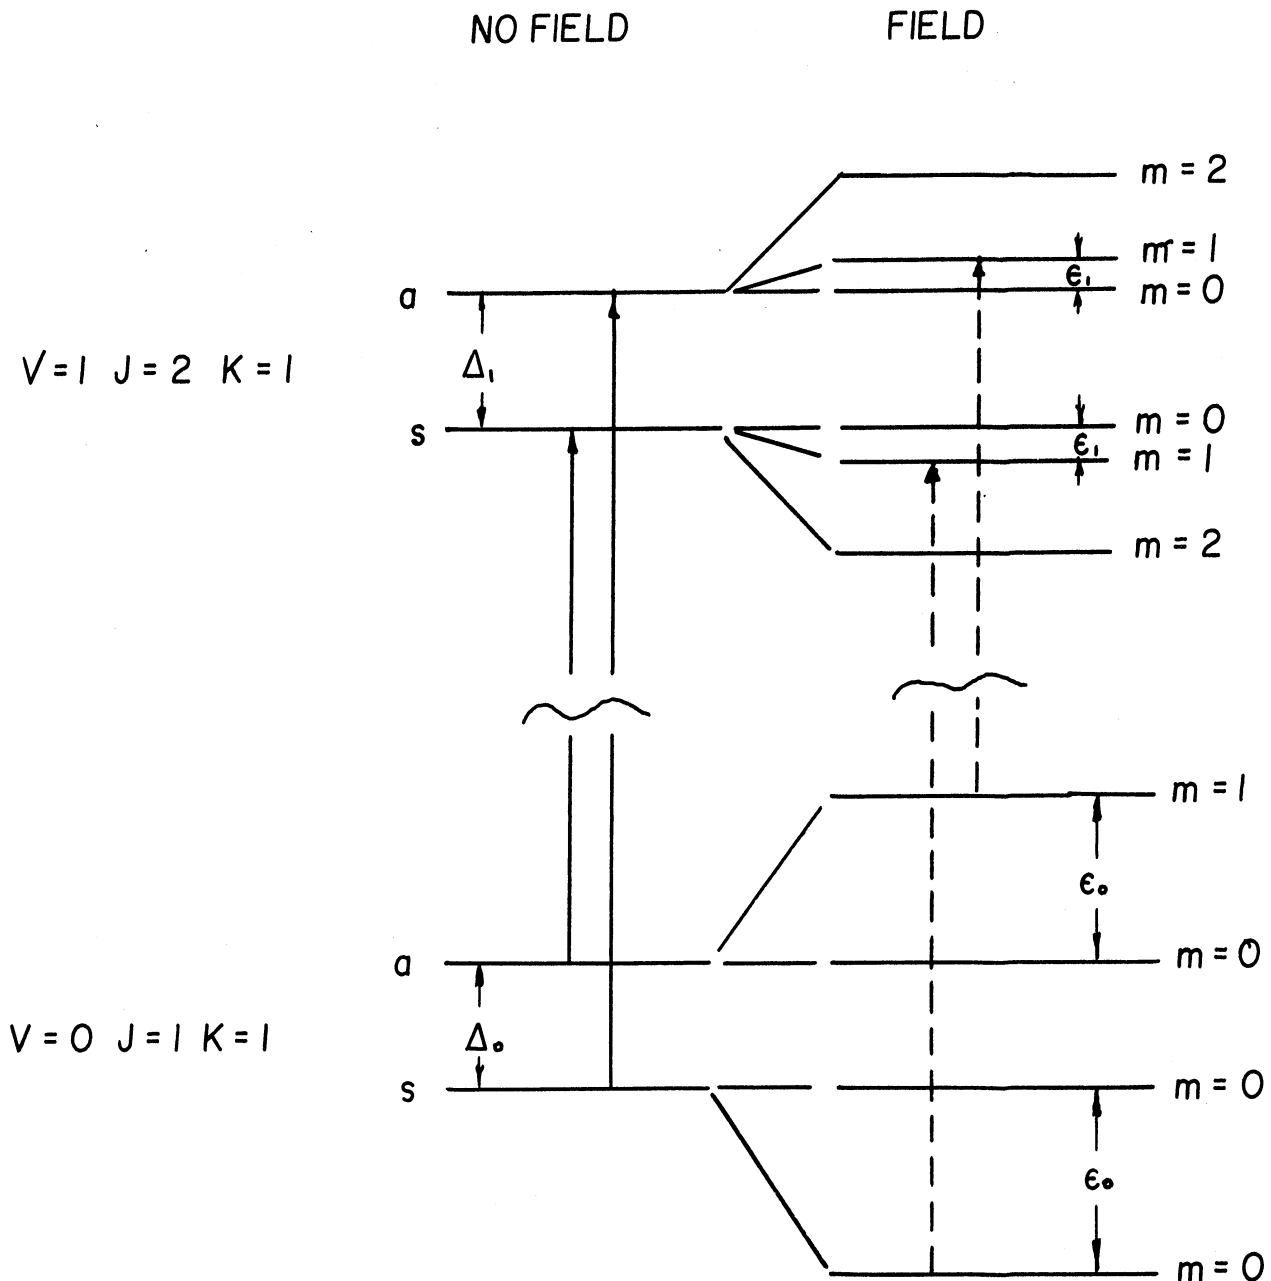 NO FIELD FIELD
m = 2
m = 1
ϵ₁
a m = 0
V = 1 J = 2 K = 1 Δ₁
s m = 0
ϵ₁
m = 1
m = 2
m = 1
ϵ₀
a m = 0
V = 0 J = 1 K = 1 Δ₀
s m = 0
ϵ₀
m = 0